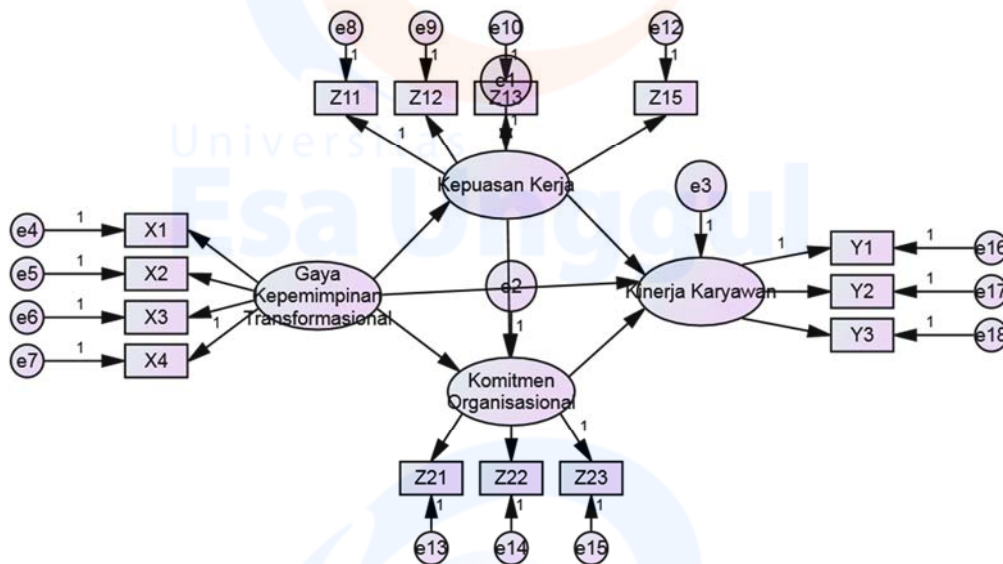 e8 e9 e10 e12
1 1 1 1
e1
Z11 Z12 Z13 Z15
1 1
Universitas
Esa Unggul
Kepuasan Kerja
e3
1
e4 1 X1
e5 1 X2
e6 1 X3
e7 1 X4
1
Gaya
Kepemimpinan
Transformasional
e2
1
Kinerja Karyawan
1 Y1 1 e16
Y2 1 e17
Y3 1 e18
Komitmen
Organisasional
1
Z21 Z22 Z23
1 1 1
e13 e14 e15